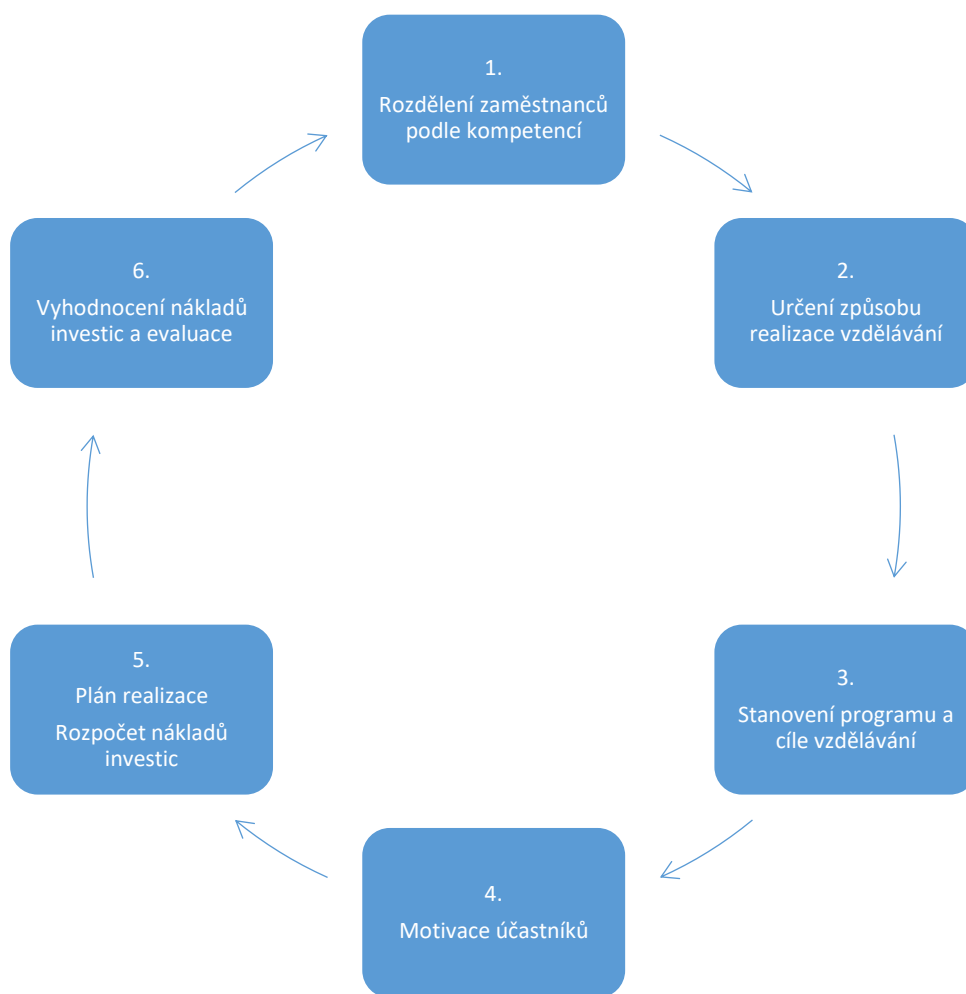 1.
Rozdělení zaměstnanců
podle kompetencí
2.
Určení způsobu
realizace vzdělávání
3.
Stanovení programu a
cíle vzdělávání
4.
Motivace účastníků
5.
Plán realizace
Rozpočet nákladů
investic
6.
Vyhodnocení nákladů
investic a evaluace